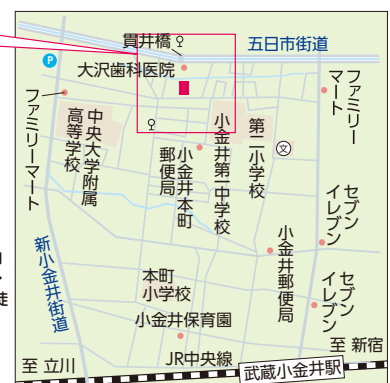 貫井橋
五日市街道
P
大沢歯科医院
ファミリーマート
ファミリーマート
中央大学附属高等学校
小金井本町郵便局
小金井第一中学校
第二小学校
文
セブンイレブン
新小金井街道
徒
本町小学校
小金井郵便局
セブンイレブン
小金井保育園
至 新宿
至 立川
JR中央線
武蔵小金井駅